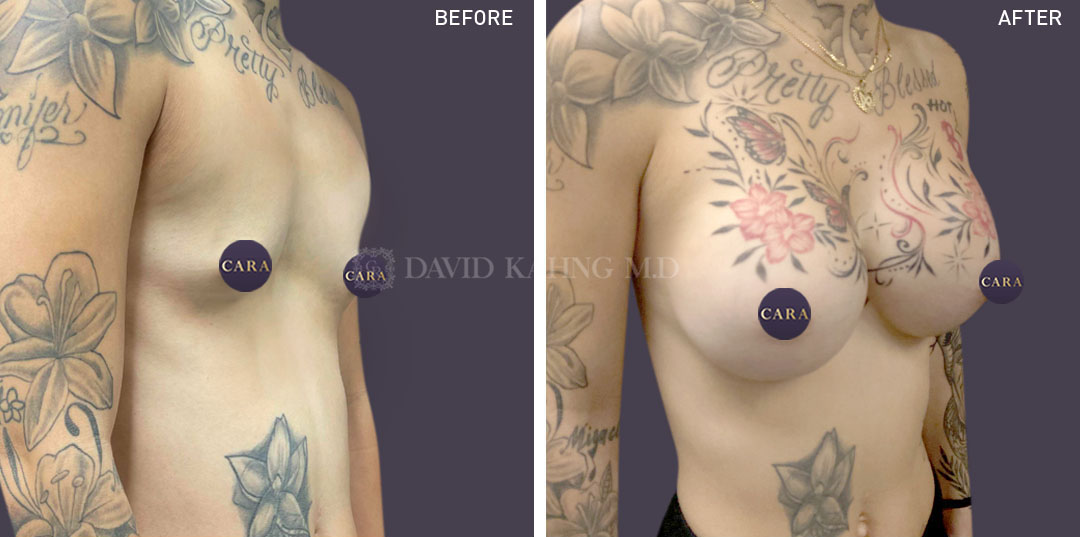 BEFORE
AFTER
Pretty
Blessed
Pretty
Blessed
HOT
CARA
CARA
DAVID KAHNG M.D
CARA
CARA